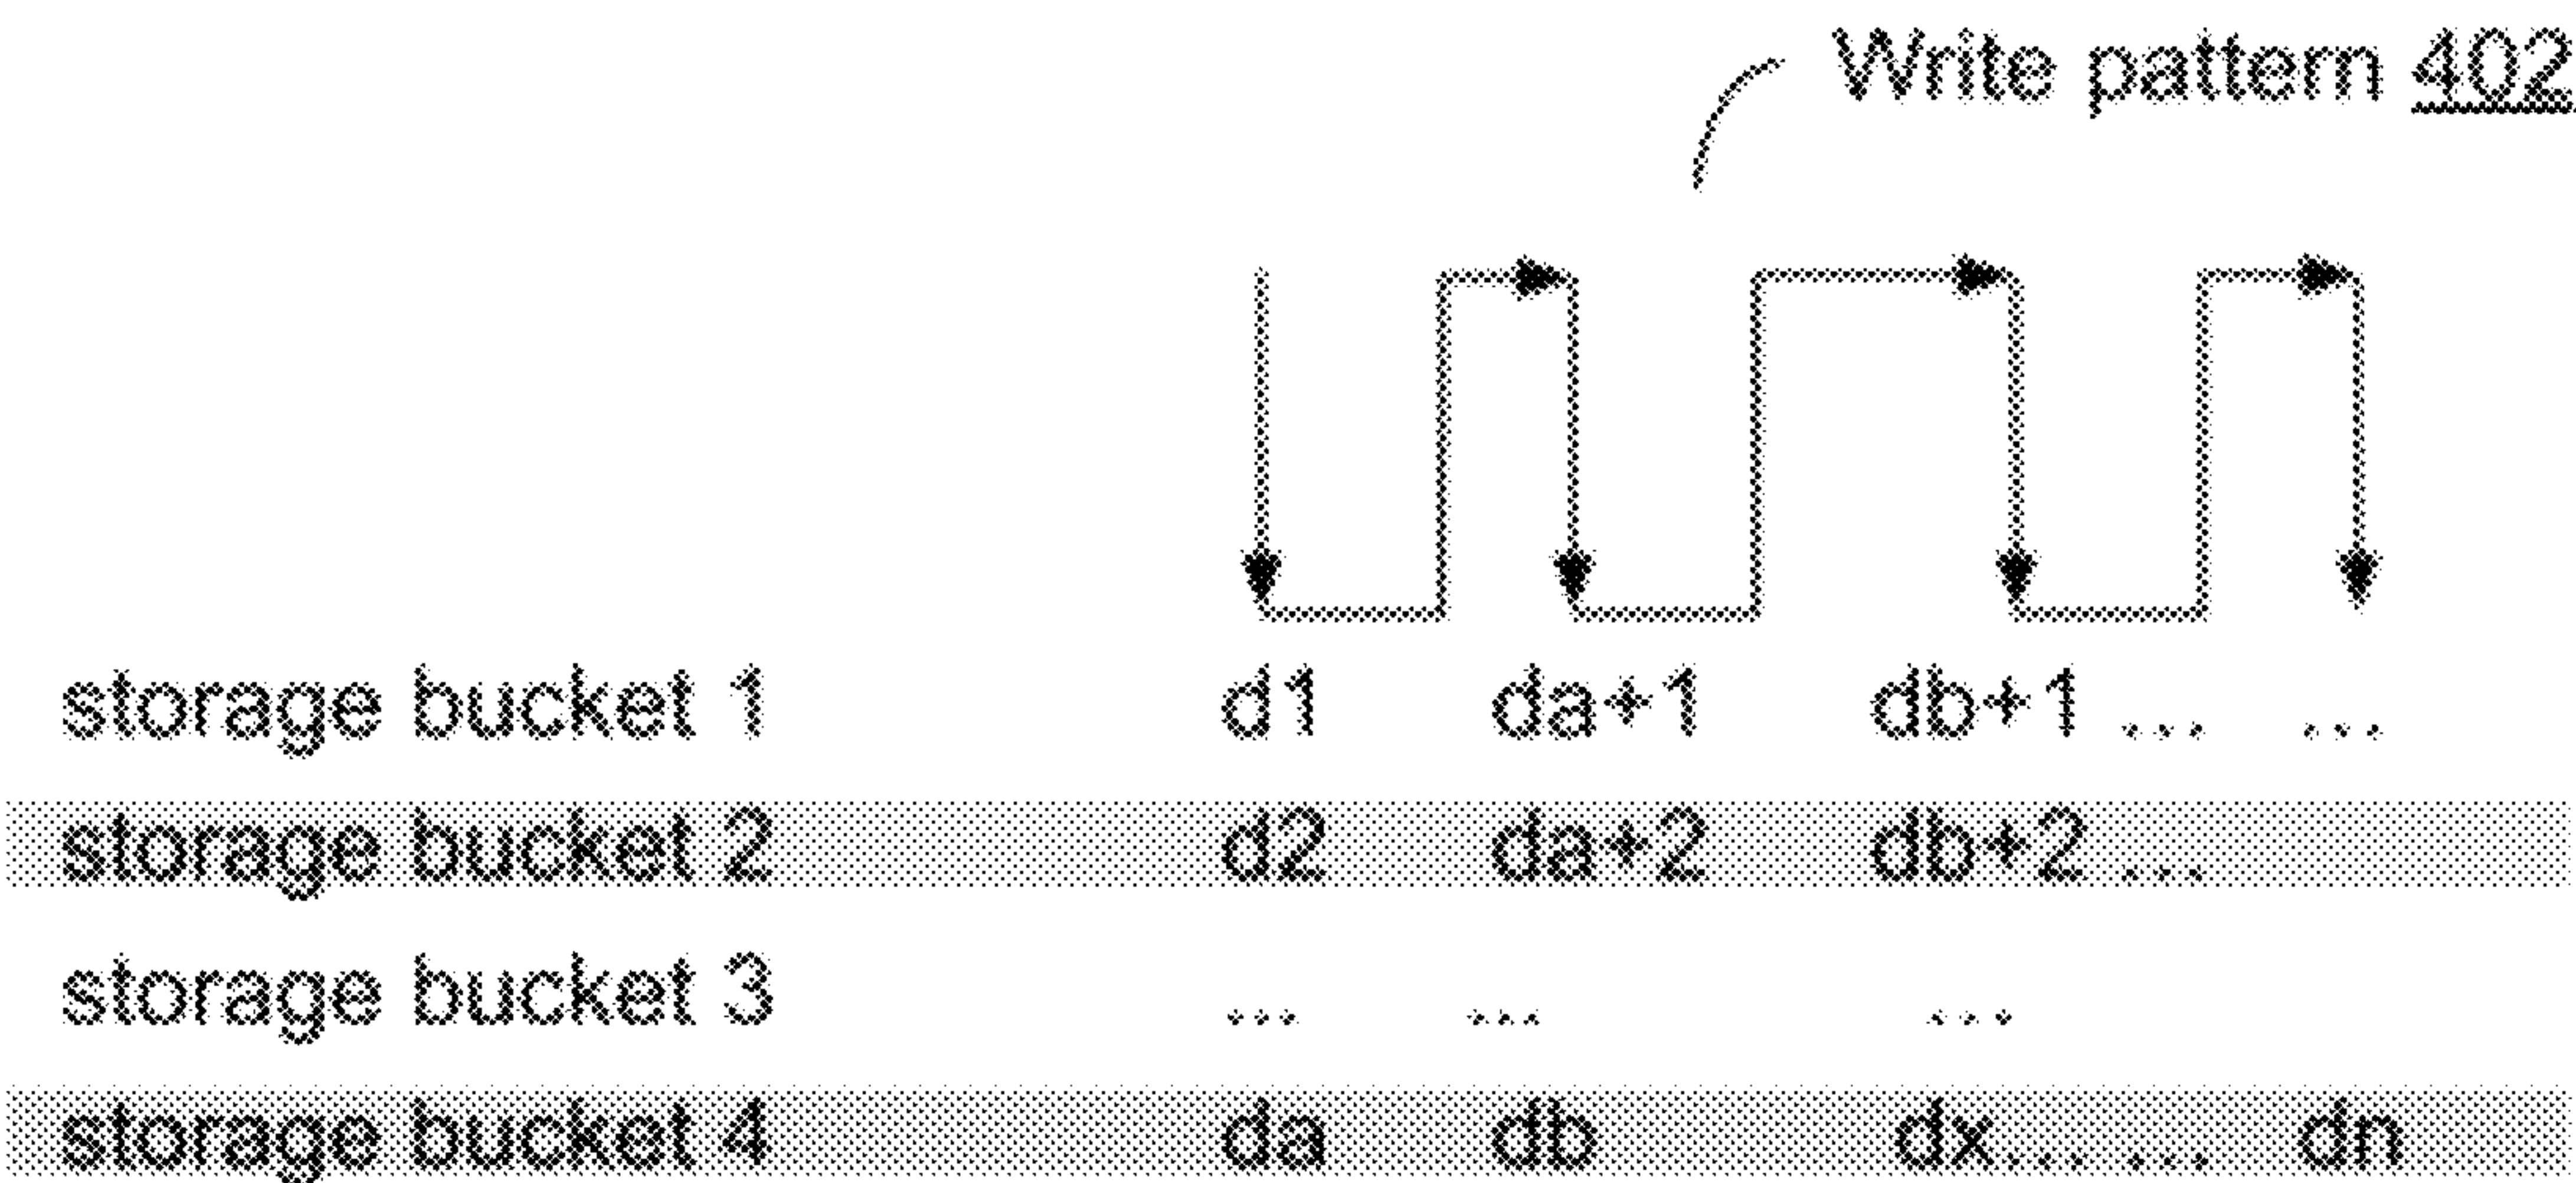 Write pattern 402
storage bucket 1 d1 da+1 db+1 ... ...
storage bucket 2 d2 da+2 db+2 ...
storage bucket 3 ... ... ...
storage bucket 4 da db dx... ... dn